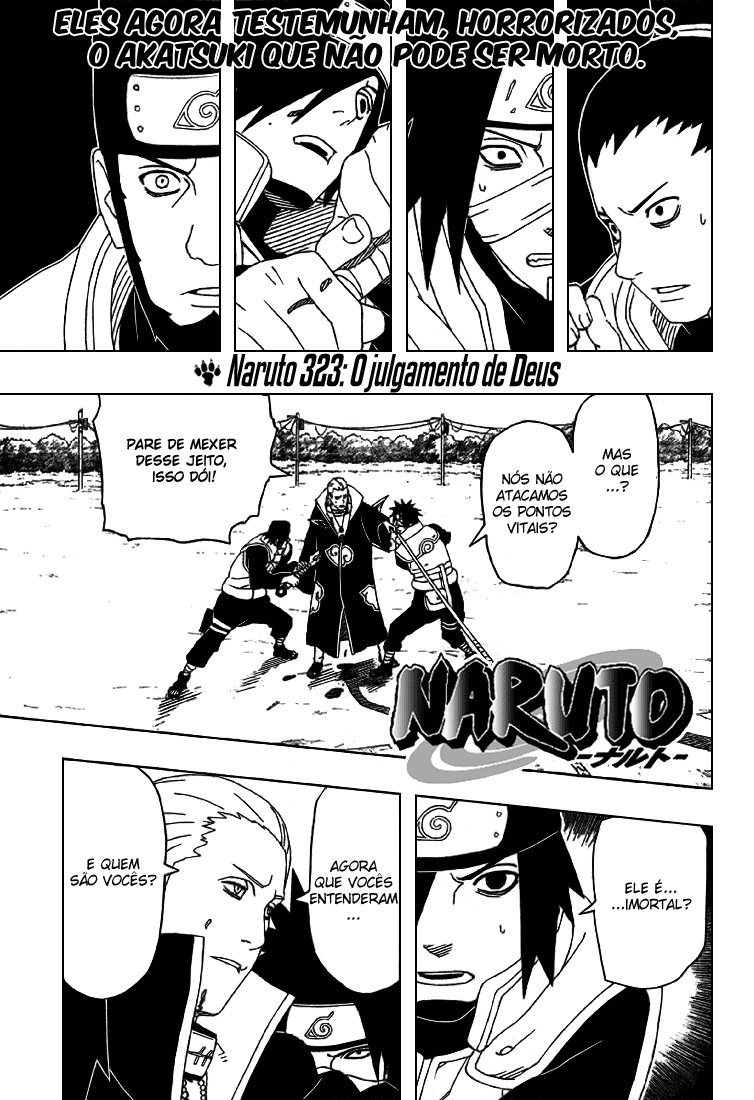 ELES AGORA TESTEMUNHAM, HORRORIZADOS,
O AKATSUKI QUE NÃO PODE SER MORTO.
Naruto 323: O julgamento de Deus
MAS
O QUE
...?
NÓS NÃO
ATACAMOS
OS PONTOS
VITAIS?
PARE DE MEXER
DESSE JEITO,
ISSO DÓI!
NARUTO
-ナルト-
ELE É...
...IMORTAL?
AGORA
QUE VOCÊS
ENTENDERAM
...
E QUEM
SÃO VOCÊS?